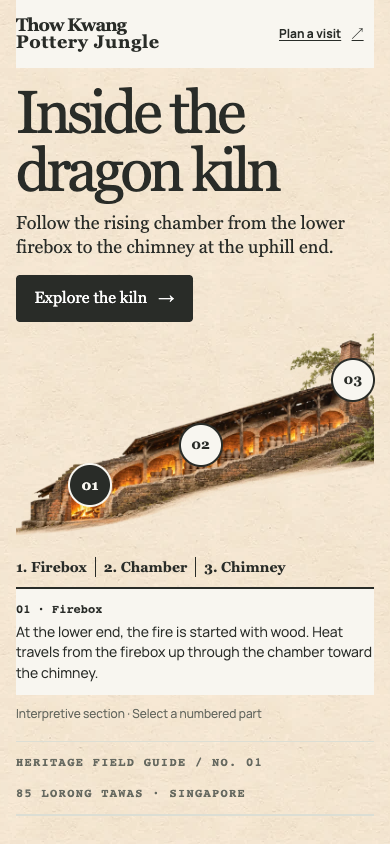 Thow Kwang
Pottery Jungle
Plan a visit ↗
Inside the
dragon kiln
Follow the rising chamber from the lower
firebox to the chimney at the uphill end.
Explore the kiln →
03
02
01
1. Firebox
2. Chamber
3. Chimney
01 · Firebox
At the lower end, the fire is started with wood. Heat
travels from the firebox up through the chamber toward
the chimney.
Interpretive section · Select a numbered part
HERITAGE FIELD GUIDE / NO. 01
85 LORONG TAWAS · SINGAPORE